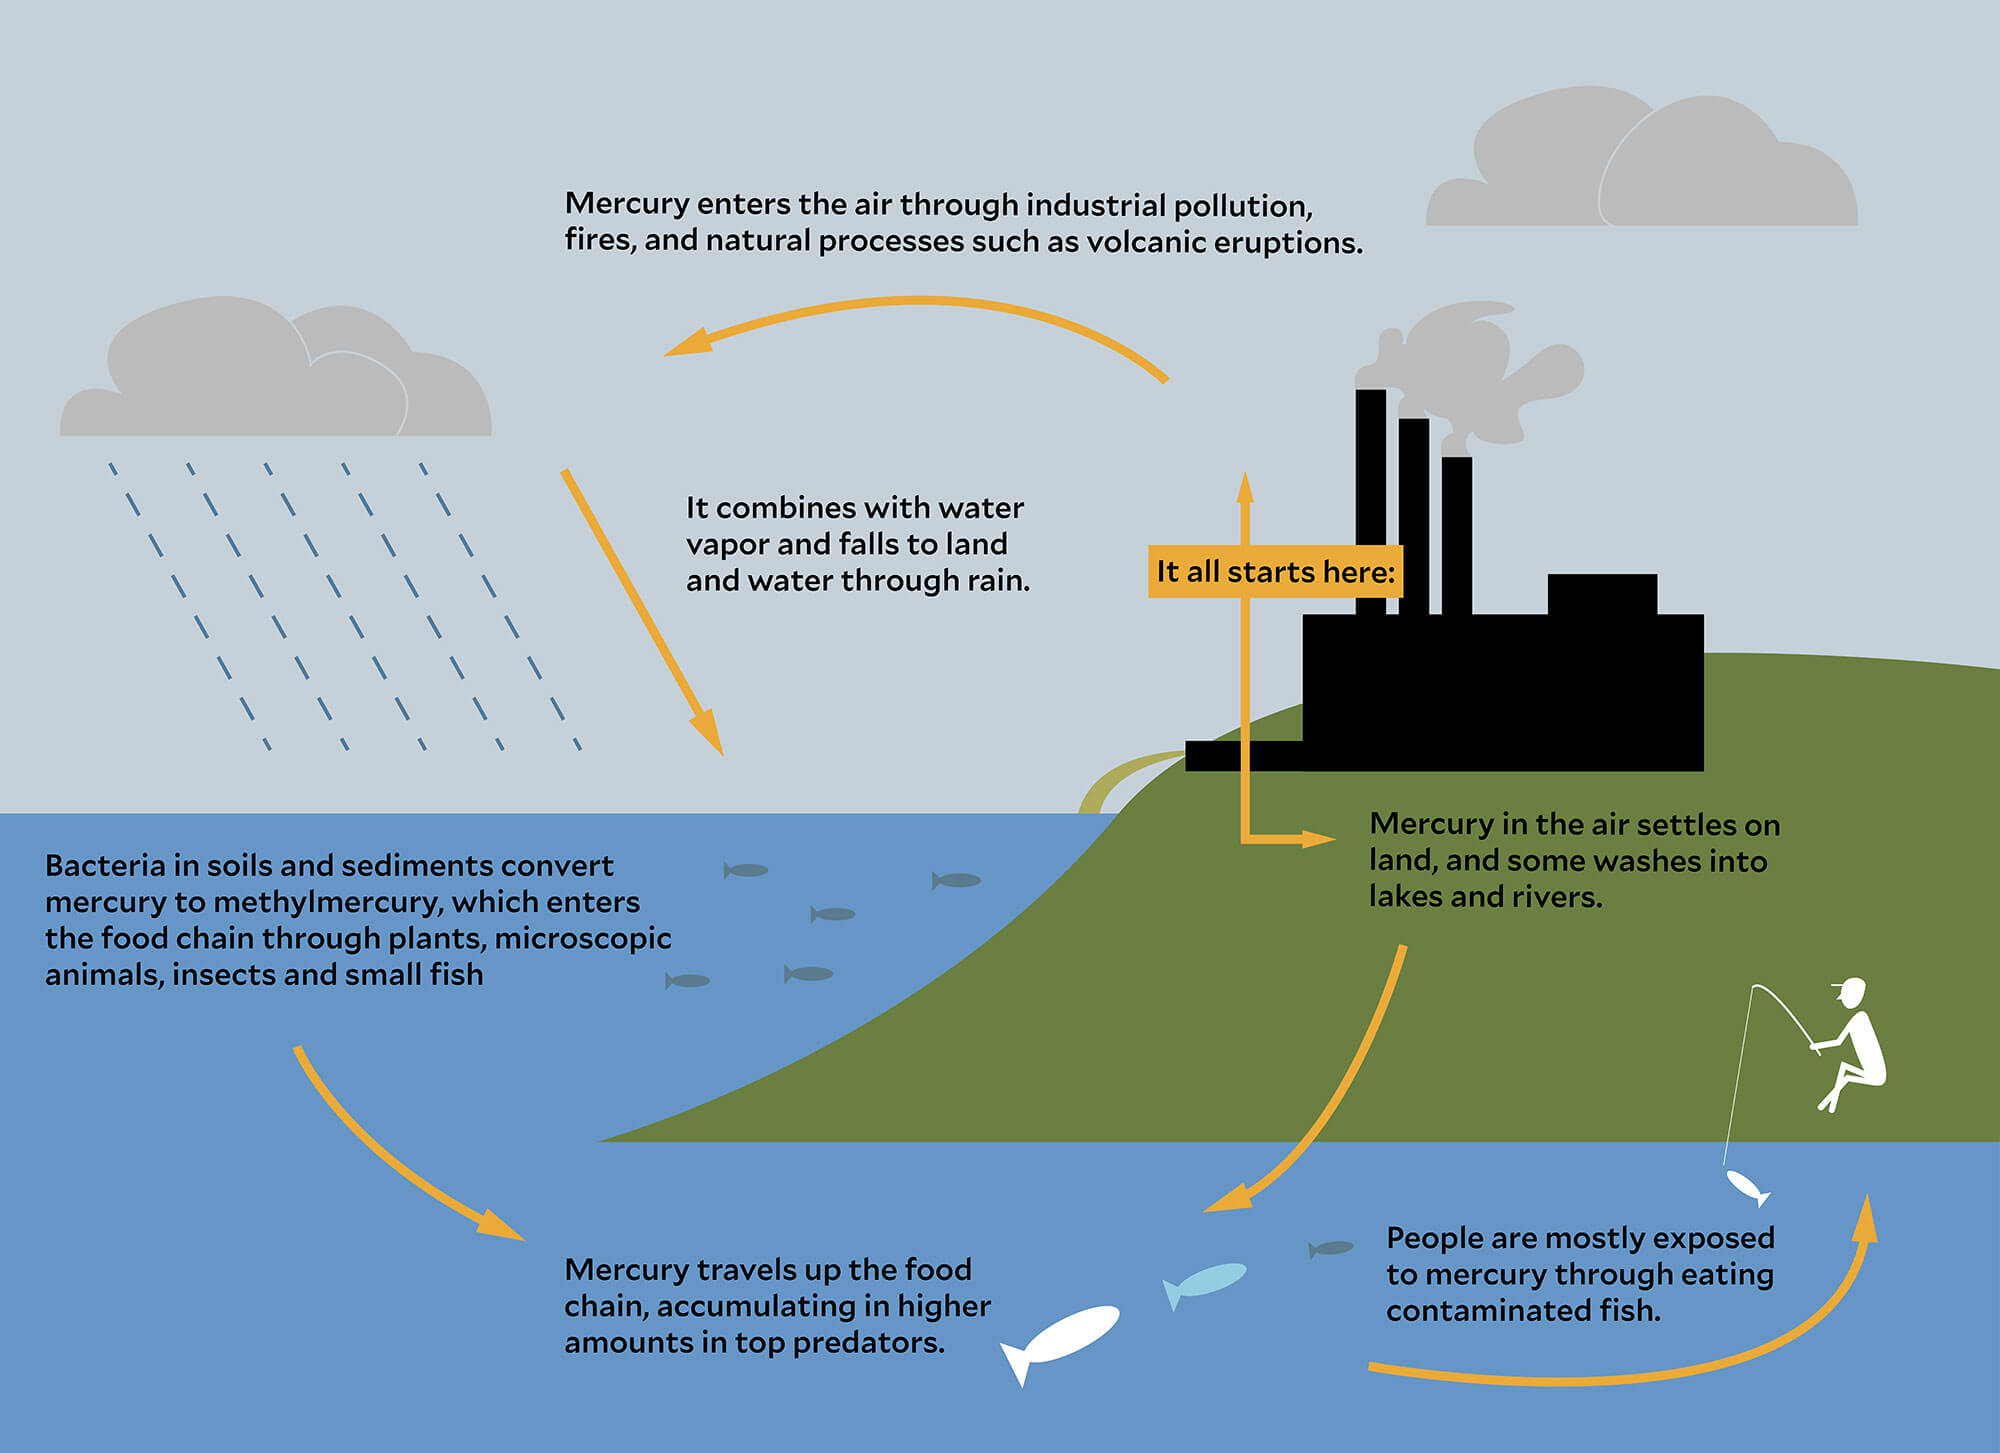 Mercury enters the air through industrial pollution,
fires, and natural processes such as volcanic eruptions.
It combines with water
vapor and falls to land
and water through rain.
It all starts here:
Mercury in the air settles on
land, and some washes into
lakes and rivers.
Bacteria in soils and sediments convert
mercury to methylmercury, which enters
the food chain through plants, microscopic
animals, insects and small fish
Mercury travels up the food
chain, accumulating in higher
amounts in top predators.
People are mostly exposed
to mercury through eating
contaminated fish.